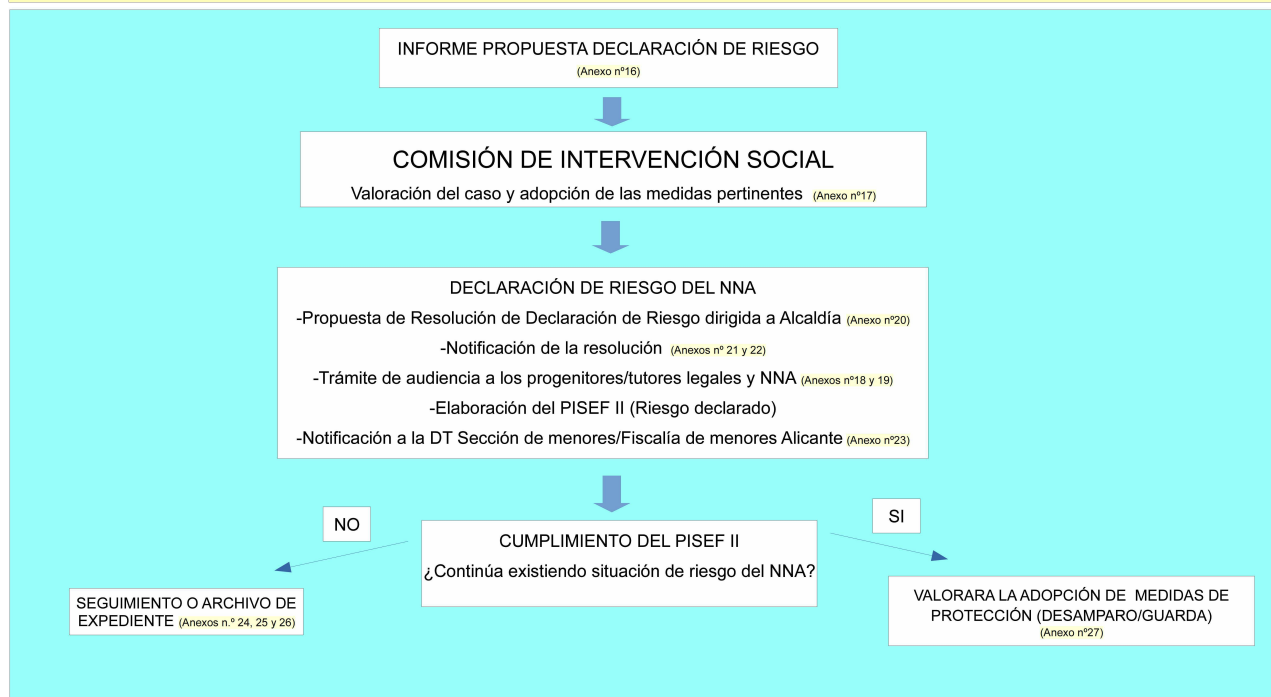 INFORME PROPUESTA DECLARACIÓN DE RIESGO
(Anexo nº16)
COMISIÓN DE INTERVENCIÓN SOCIAL
Valoración del caso y adopción de las medidas pertinentes (Anexo nº17)
DECLARACIÓN DE RIESGO DEL NNA
-Propuesta de Resolución de Declaración de Riesgo dirigida a Alcaldía (Anexo nº20)
-Notificación de la resolución (Anexos nº 21 y 22)
-Trámite de audiencia a los progenitores/tutores legales y NNA (Anexos nº18 y 19)
-Elaboración del PISEF II (Riesgo declarado)
-Notificación a la DT Sección de menores/Fiscalía de menores Alicante (Anexo nº23)
NO
SI
CUMPLIMIENTO DEL PISEF II
¿Continúa existiendo situación de riesgo del NNA?
SEGUIMIENTO O ARCHIVO DE
EXPEDIENTE (Anexos n.º 24, 25 y 26)
VALORARA LA ADOPCIÓN DE MEDIDAS DE
PROTECCIÓN (DESAMPARO/GUARDA)
(Anexo nº27)